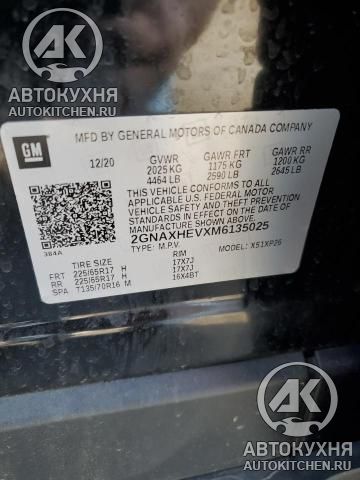 АК
АВТОКУХНЯ
AUTOKITCHEN.RU
GM
MFD BY GENERAL MOTORS OF CANADA COMPANY
12/20 GVWR GAWR FRT GAWR RR
2025 KG 1175 KG 1200 KG
4464 LB 2590 LB 2645 LB
THIS VEHICLE CONFORMS TO ALL
APPLICABLE U.S. FEDERAL MOTOR
VEHICLE SAFETY, BUMPER, AND
THEFT PREVENTION STANDARDS
IN EFFECT ON THE DATE OF
MANUFACTURE SHOWN ABOVE.
2GNAXHEVXM6135025
TYPE: M.P.V. MODEL: X51XP26
384A
TIRE SIZE RIM
FRT 225/65R17 H 17X7J
RR 225/65R17 H 17X7J
SPA T135/70R16 M 16X4BT
АК
АВТОКУХНЯ
AUTOKITCHEN.RU